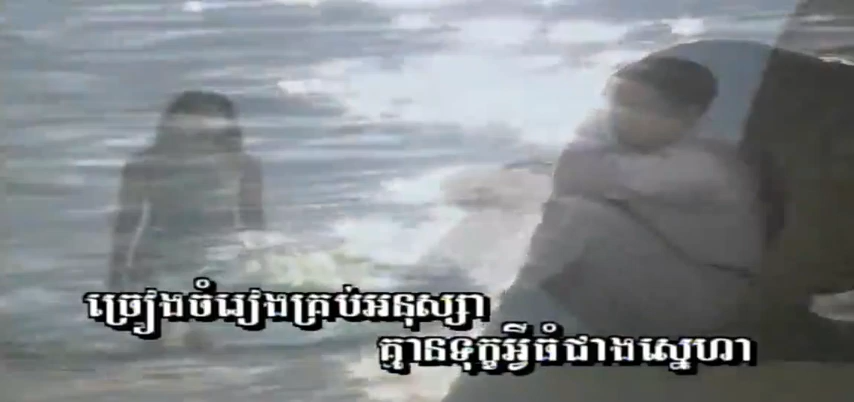 ច្រៀងចំរៀងគ្រប់អនុស្សា
គ្មានទុក្ខអ្វីធំជាងស្នេហា